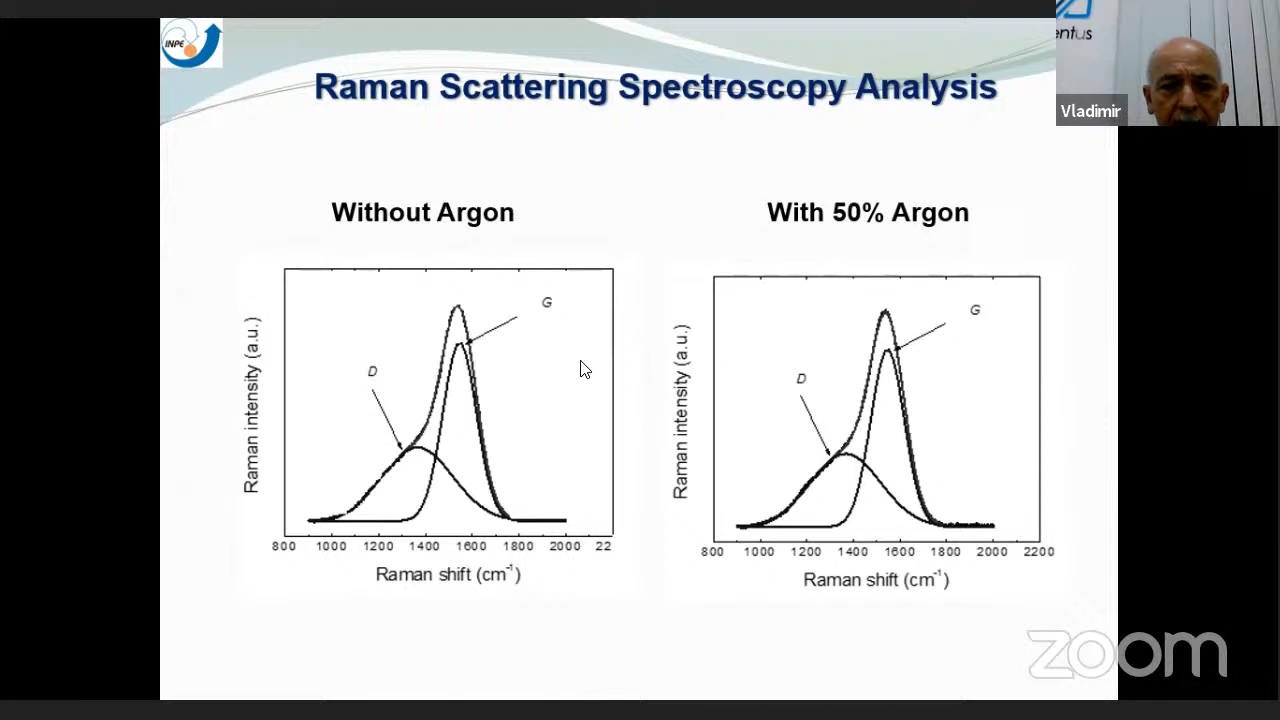 INPE
entus
Vladimir
Raman Scattering Spectroscopy Analysis
Without Argon
With 50% Argon
G
D
Raman intensity (a.u.)
800 1000 1200 1400 1600 1800 2000 22
Raman shift (cm⁻¹)
G
D
Raman intensity (a.u.)
800 1000 1200 1400 1600 1800 2000 2200
Raman shift (cm⁻¹)
zoom